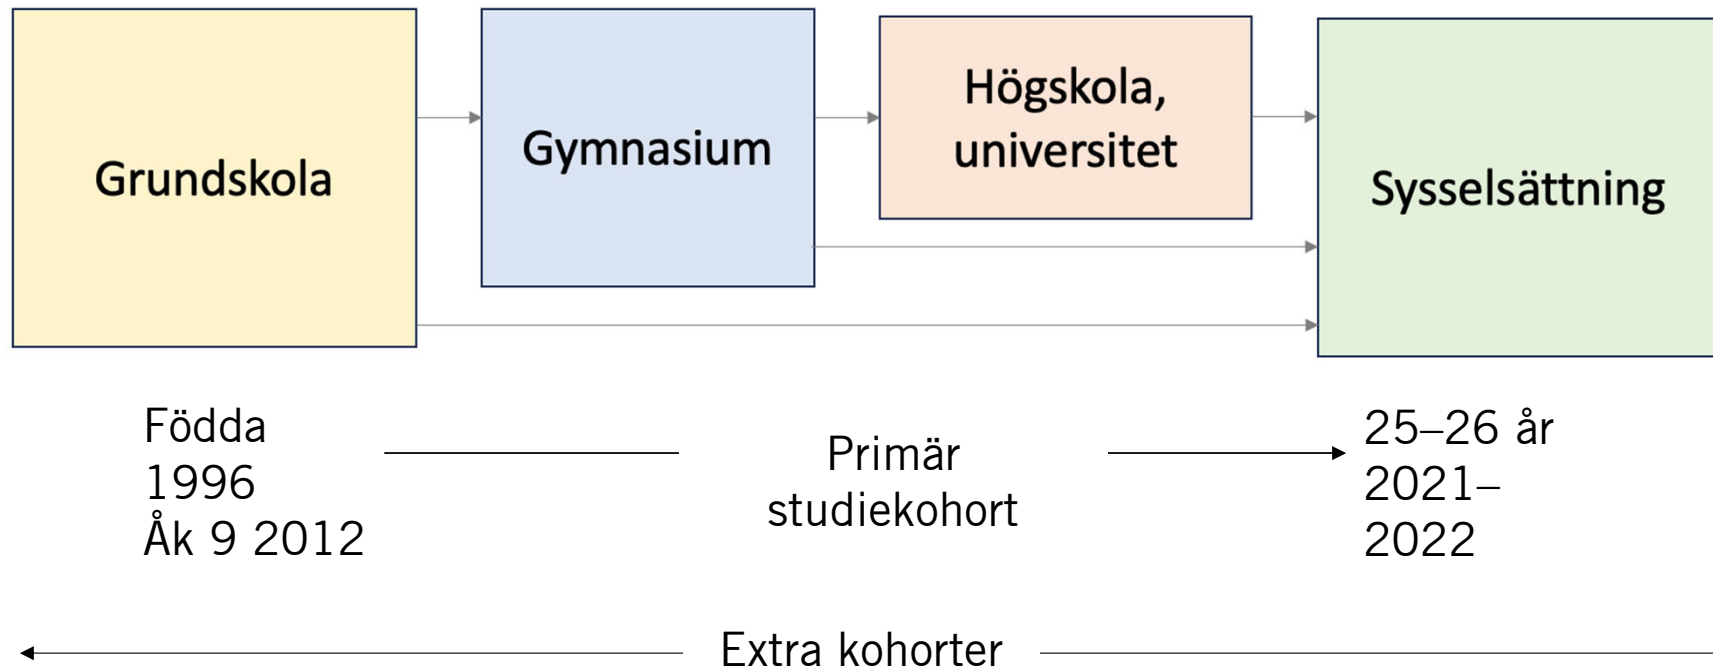 Grundskola
Gymnasium
Högskola,
universitet
Sysselsättning
Födda
1996
Åk 9 2012
Primär
studiekohort
25–26 år
2021–
2022
Extra kohorter